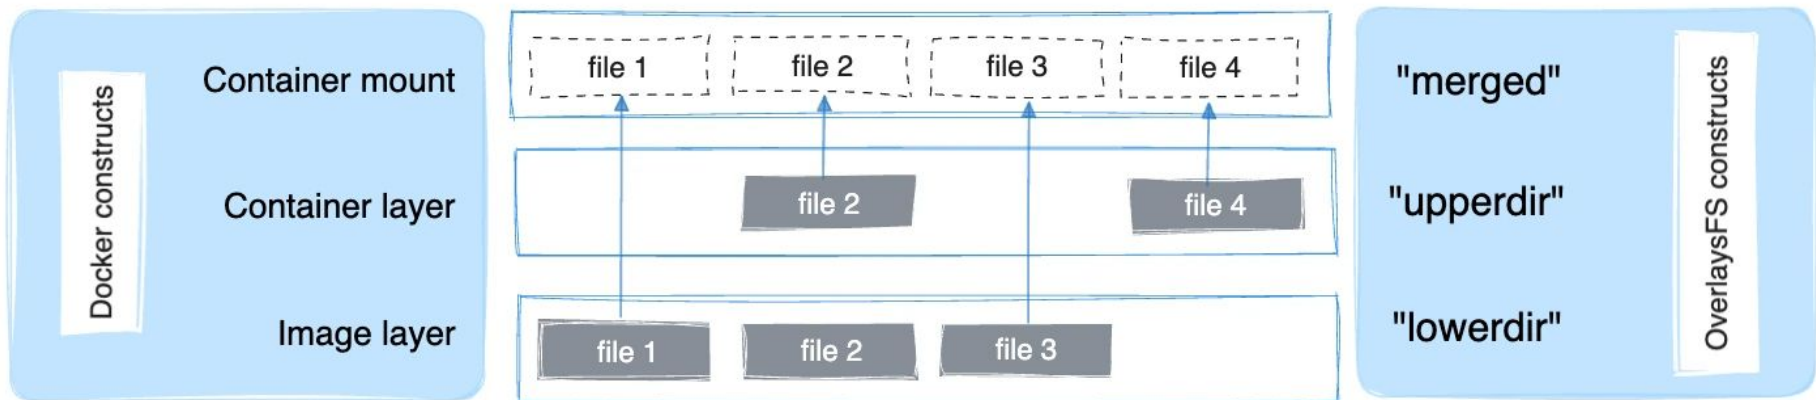 Docker constructs
Container mount
file 1
file 2
file 3
file 4
"merged"
Container layer
file 2
file 4
"upperdir"
Image layer
file 1
file 2
file 3
"lowerdir"
OverlaysFS constructs